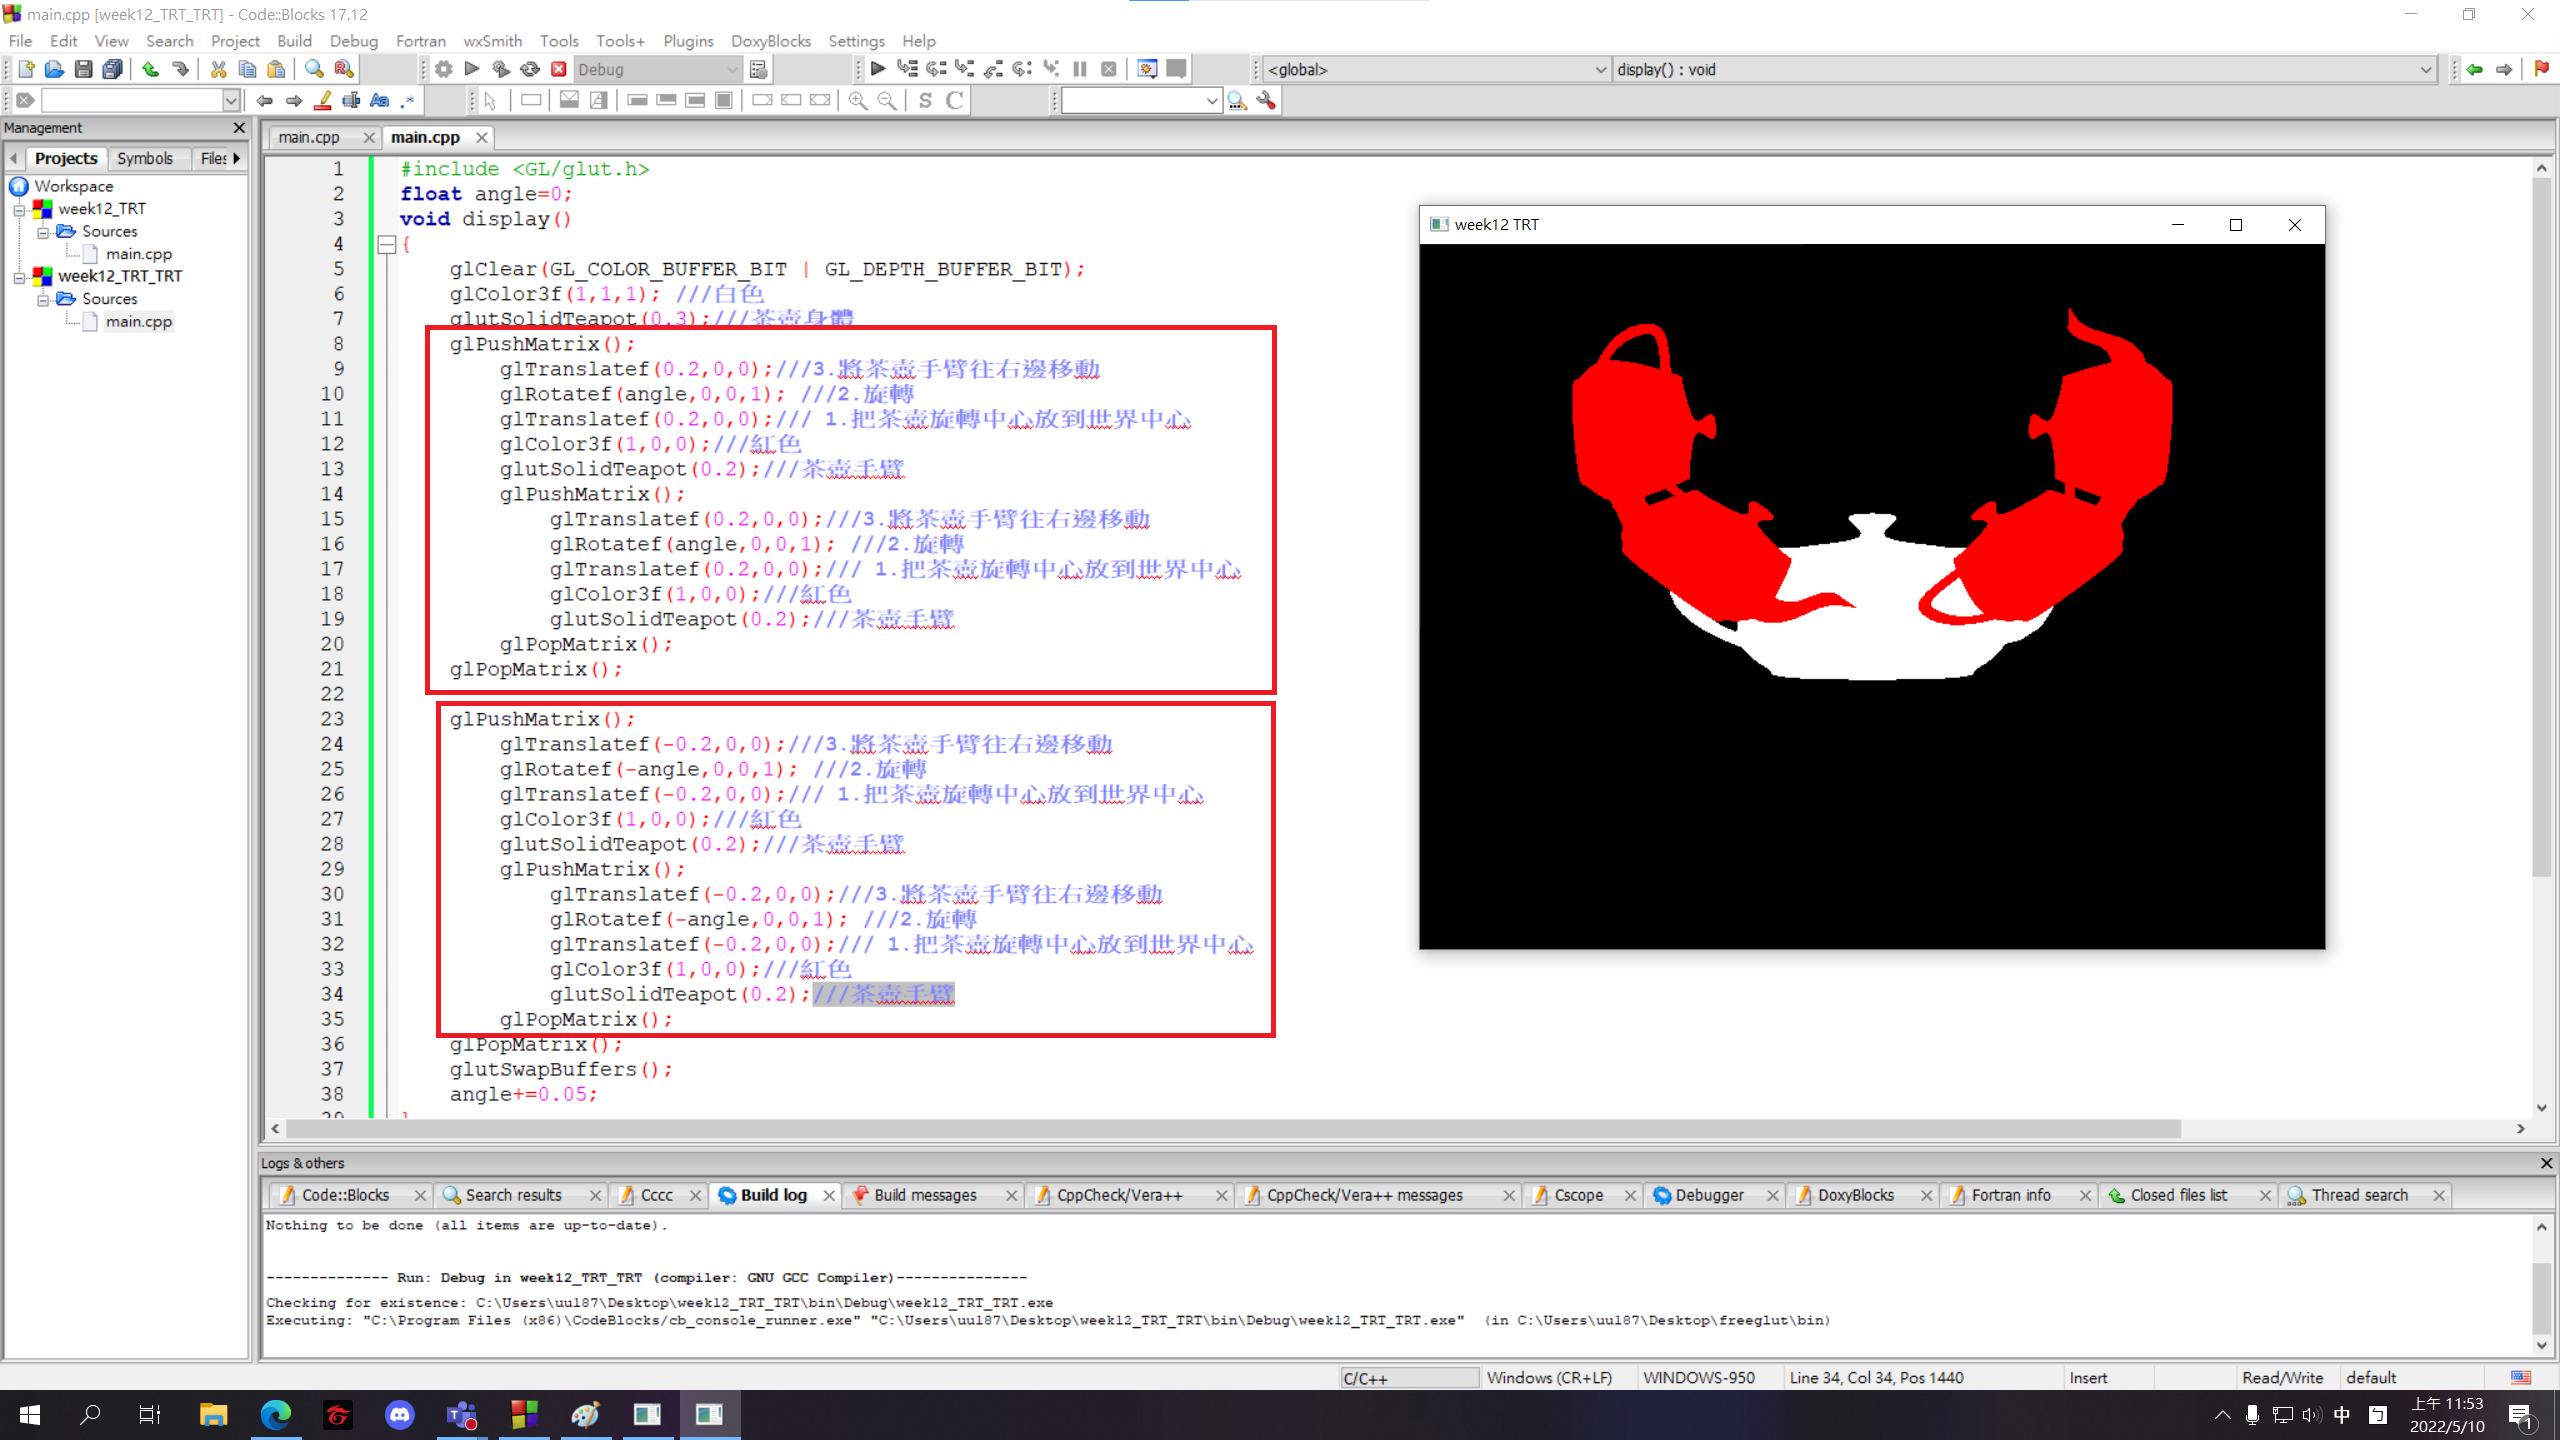 main.cpp [week12_TRT_TRT] - Code::Blocks 17.12
File Edit View Search Project Build Debug Fortran wxSmith Tools Tools+ Plugins DoxyBlocks Settings Help
Debug
<global>
display() : void
Management
Projects Symbols Files
Workspace
week12_TRT
Sources
main.cpp
week12_TRT_TRT
Sources
main.cpp
main.cpp
main.cpp
1 #include <GL/glut.h>
2 float angle=0;
3 void display()
4 {
5 glClear(GL_COLOR_BUFFER_BIT | GL_DEPTH_BUFFER_BIT);
6 glColor3f(1,1,1); ///白色
7 glutSolidTeapot(0.3);///茶壺身體
8 glPushMatrix();
9 glTranslatef(0.2,0,0);///3.將茶壺手臂往右邊移動
10 glRotatef(angle,0,0,1); ///2.旋轉
11 glTranslatef(0.2,0,0);/// 1.把茶壺旋轉中心放到世界中心
12 glColor3f(1,0,0);///紅色
13 glutSolidTeapot(0.2);///茶壺手臂
14 glPushMatrix();
15 glTranslatef(0.2,0,0);///3.將茶壺手臂往右邊移動
16 glRotatef(angle,0,0,1); ///2.旋轉
17 glTranslatef(0.2,0,0);/// 1.把茶壺旋轉中心放到世界中心
18 glColor3f(1,0,0);///紅色
19 glutSolidTeapot(0.2);///茶壺手臂
20 glPopMatrix();
21 glPopMatrix();
22
23 glPushMatrix();
24 glTranslatef(-0.2,0,0);///3.將茶壺手臂往右邊移動
25 glRotatef(-angle,0,0,1); ///2.旋轉
26 glTranslatef(-0.2,0,0);/// 1.把茶壺旋轉中心放到世界中心
27 glColor3f(1,0,0);///紅色
28 glutSolidTeapot(0.2);///茶壺手臂
29 glPushMatrix();
30 glTranslatef(-0.2,0,0);///3.將茶壺手臂往右邊移動
31 glRotatef(-angle,0,0,1); ///2.旋轉
32 glTranslatef(-0.2,0,0);/// 1.把茶壺旋轉中心放到世界中心
33 glColor3f(1,0,0);///紅色
34 glutSolidTeapot(0.2);///茶壺手臂
35 glPopMatrix();
36 glPopMatrix();
37 glutSwapBuffers();
38 angle+=0.05;
39 }
week12 TRT
Logs & others
Code::Blocks Search results Cccc Build log Build messages CppCheck/Vera++ CppCheck/Vera++ messages Cscope Debugger DoxyBlocks Fortran info Closed files list Thread search
Nothing to be done (all items are up-to-date).
-------------- Run: Debug in week12_TRT_TRT (compiler: GNU GCC Compiler)---------------
Checking for existence: C:\Users\uu187\Desktop\week12_TRT_TRT\bin\Debug\week12_TRT_TRT.exe
Executing: "C:\Program Files (x86)\CodeBlocks/cb_console_runner.exe" "C:\Users\uu187\Desktop\week12_TRT_TRT\bin\Debug\week12_TRT_TRT.exe"  (in C:\Users\uu187\Desktop\freeglut\bin)
C/C++ Windows (CR+LF) WINDOWS-950 Line 34, Col 34, Pos 1440 Insert Read/Write default
中 ㄅ
上午 11:53
2022/5/10
1